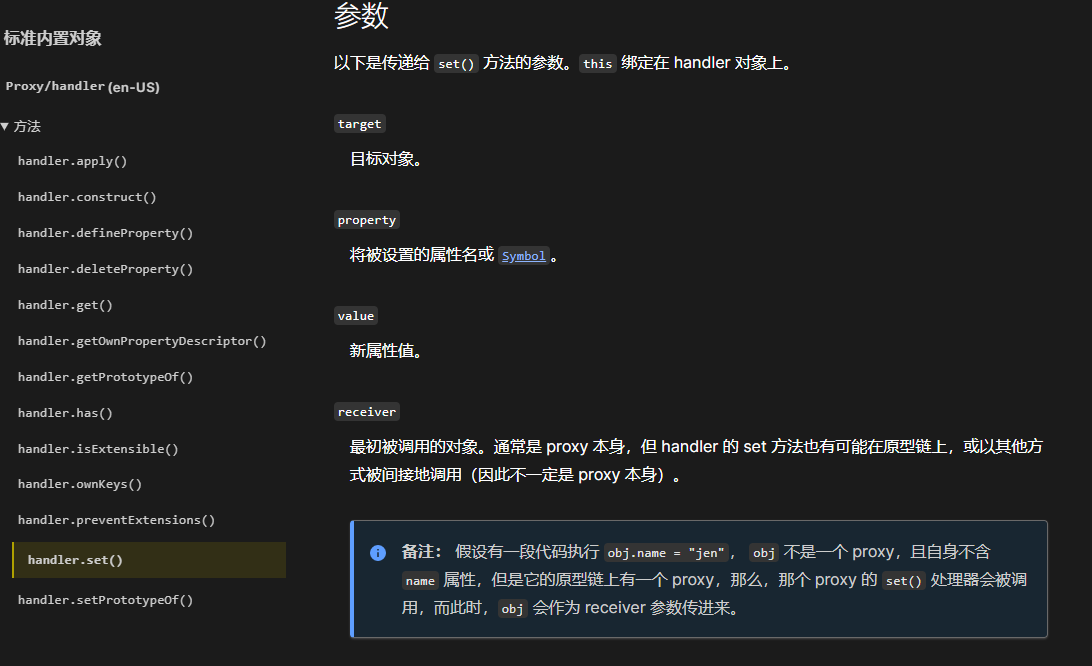 标准内置对象
Proxy/handler (en-US)
▼ 方法
handler.apply()
handler.construct()
handler.defineProperty()
handler.deleteProperty()
handler.get()
handler.getOwnPropertyDescriptor()
handler.getPrototypeOf()
handler.has()
handler.isExtensible()
handler.ownKeys()
handler.preventExtensions()
handler.set()
handler.setPrototypeOf()
参数
以下是传递给 set() 方法的参数。this 绑定在 handler 对象上。
target
目标对象。
property
将被设置的属性名或 Symbol。
value
新属性值。
receiver
最初被调用的对象。通常是 proxy 本身，但 handler 的 set 方法也有可能在原型链上，或以其他方
式被间接地调用（因此不一定是 proxy 本身）。
备注： 假设有一段代码执行 obj.name = "jen"， obj 不是一个 proxy，且自身不含
name 属性，但是它的原型链上有一个 proxy，那么，那个 proxy 的 set() 处理器会被调
用，而此时，obj 会作为 receiver 参数传进来。